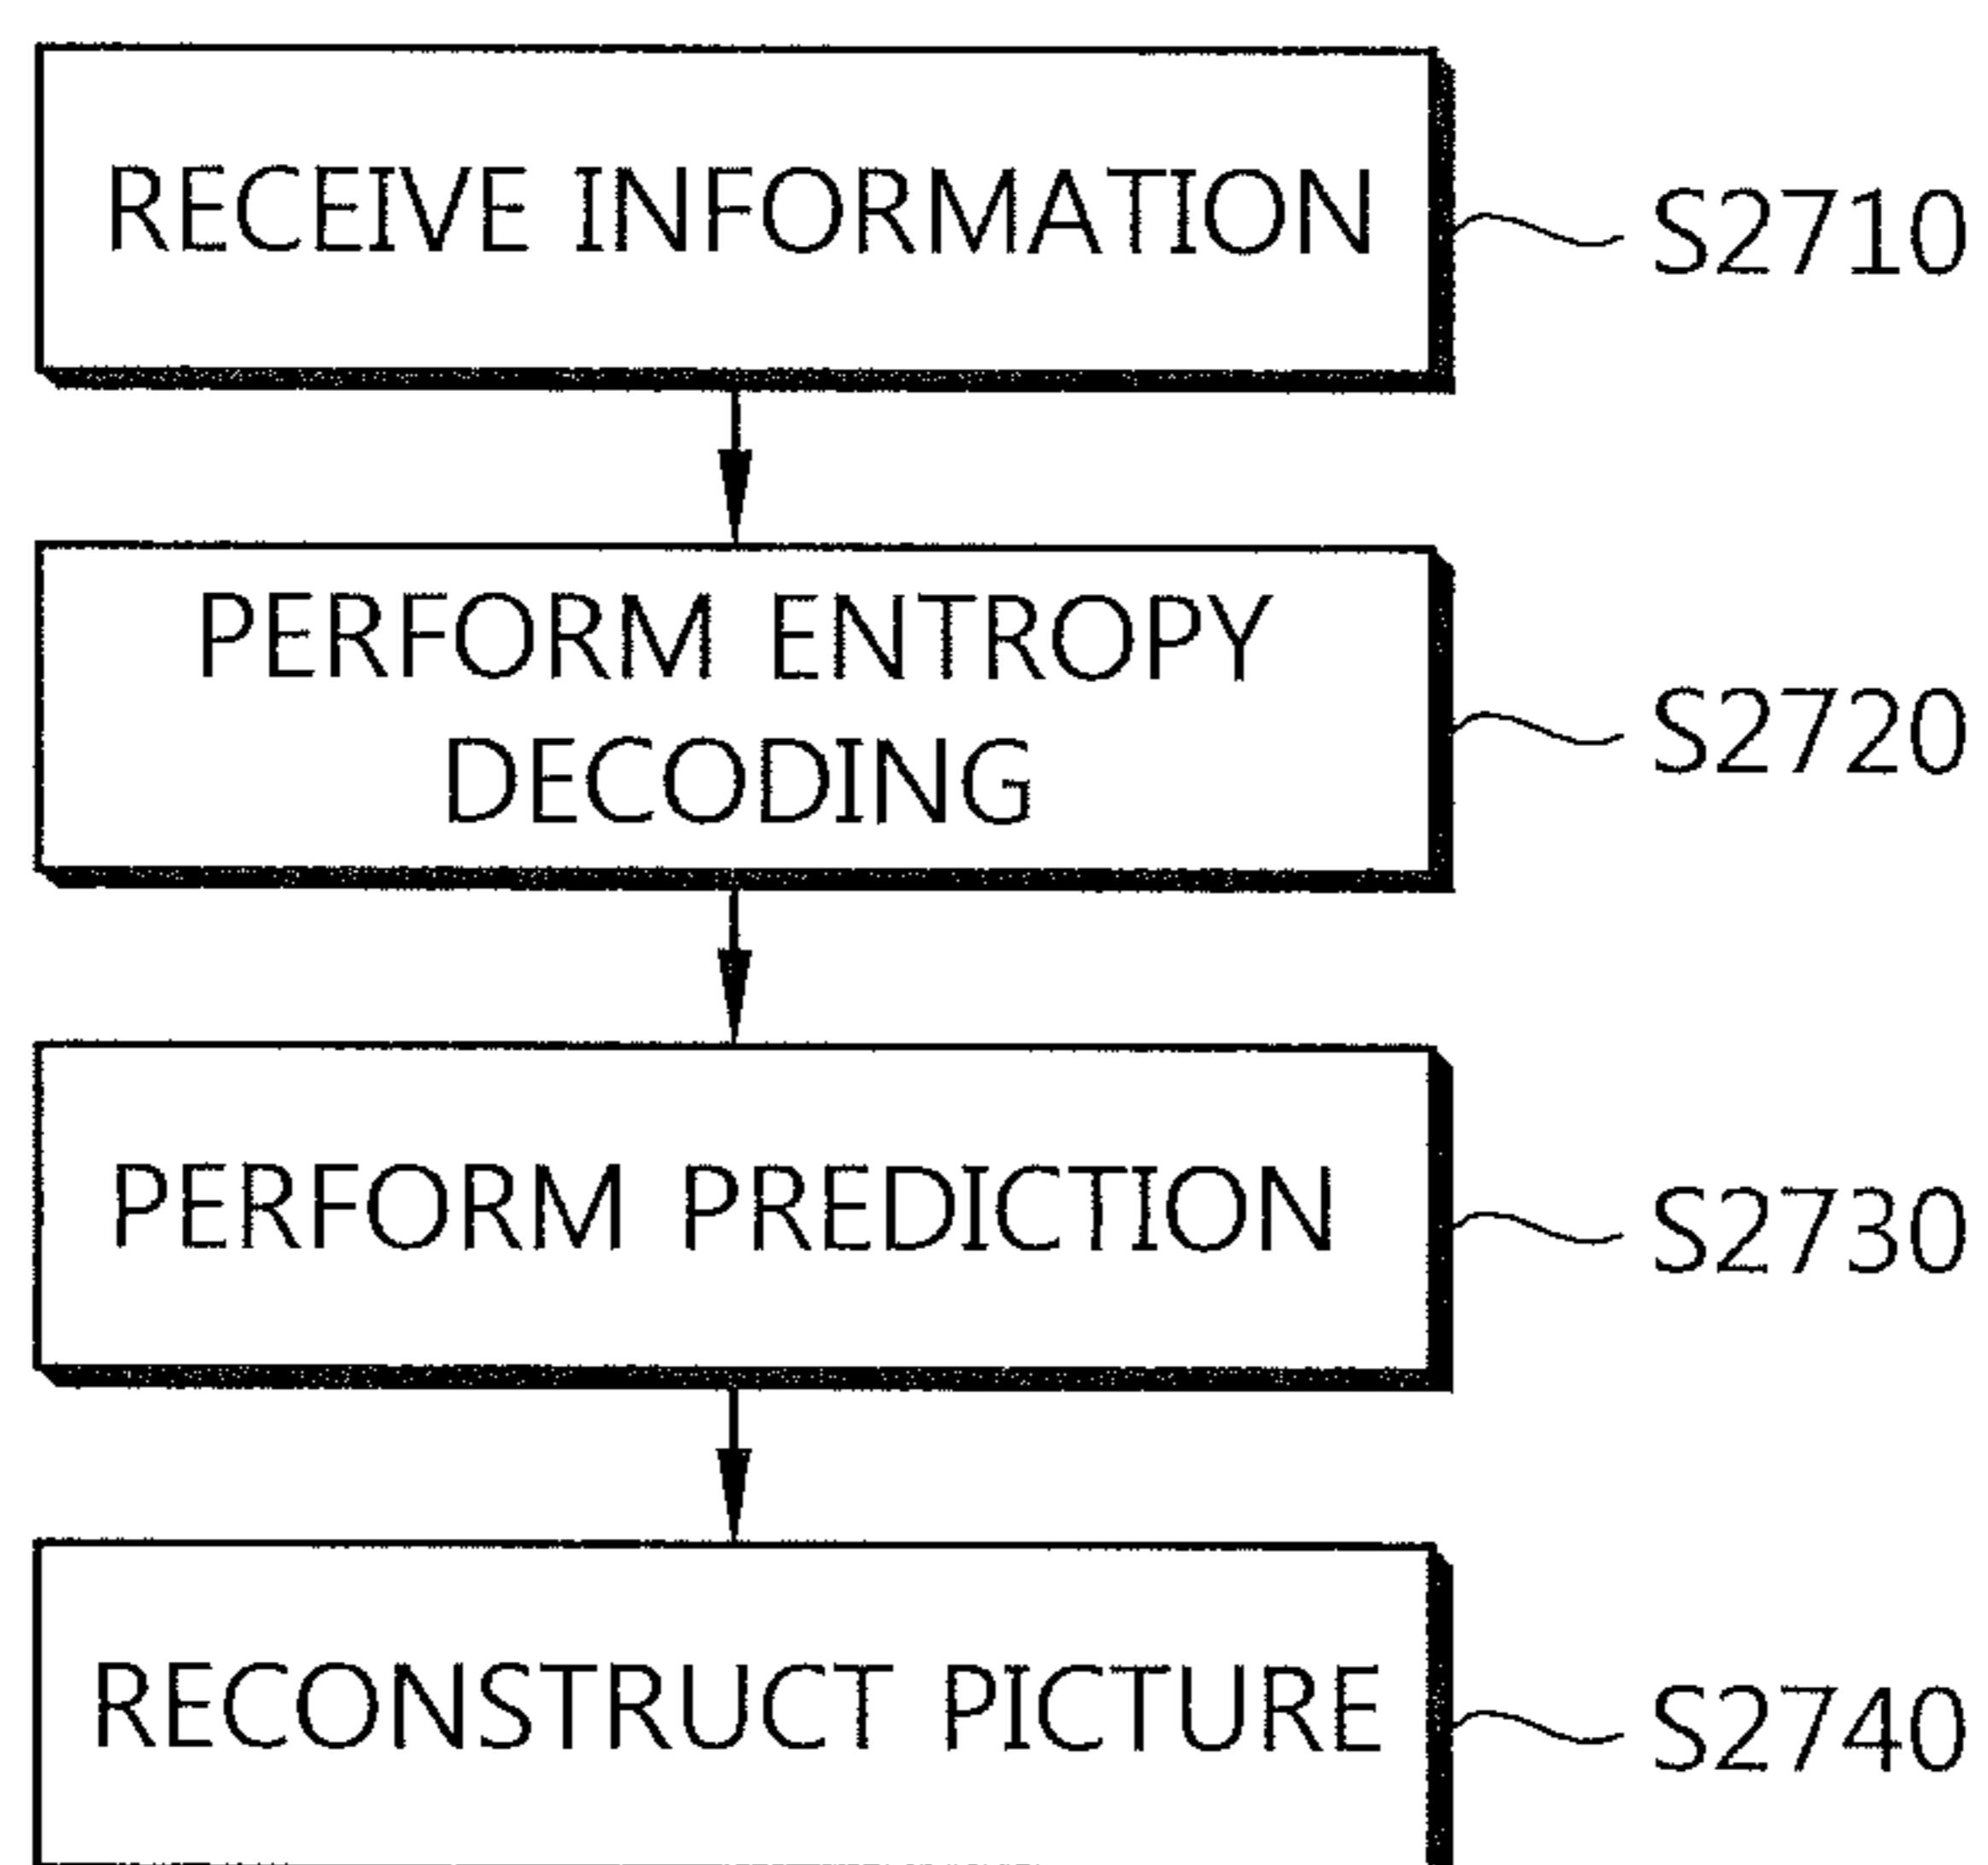 RECEIVE INFORMATION
S2710
PERFORM ENTROPY
DECODING
S2720
PERFORM PREDICTION
S2730
RECONSTRUCT PICTURE
S2740